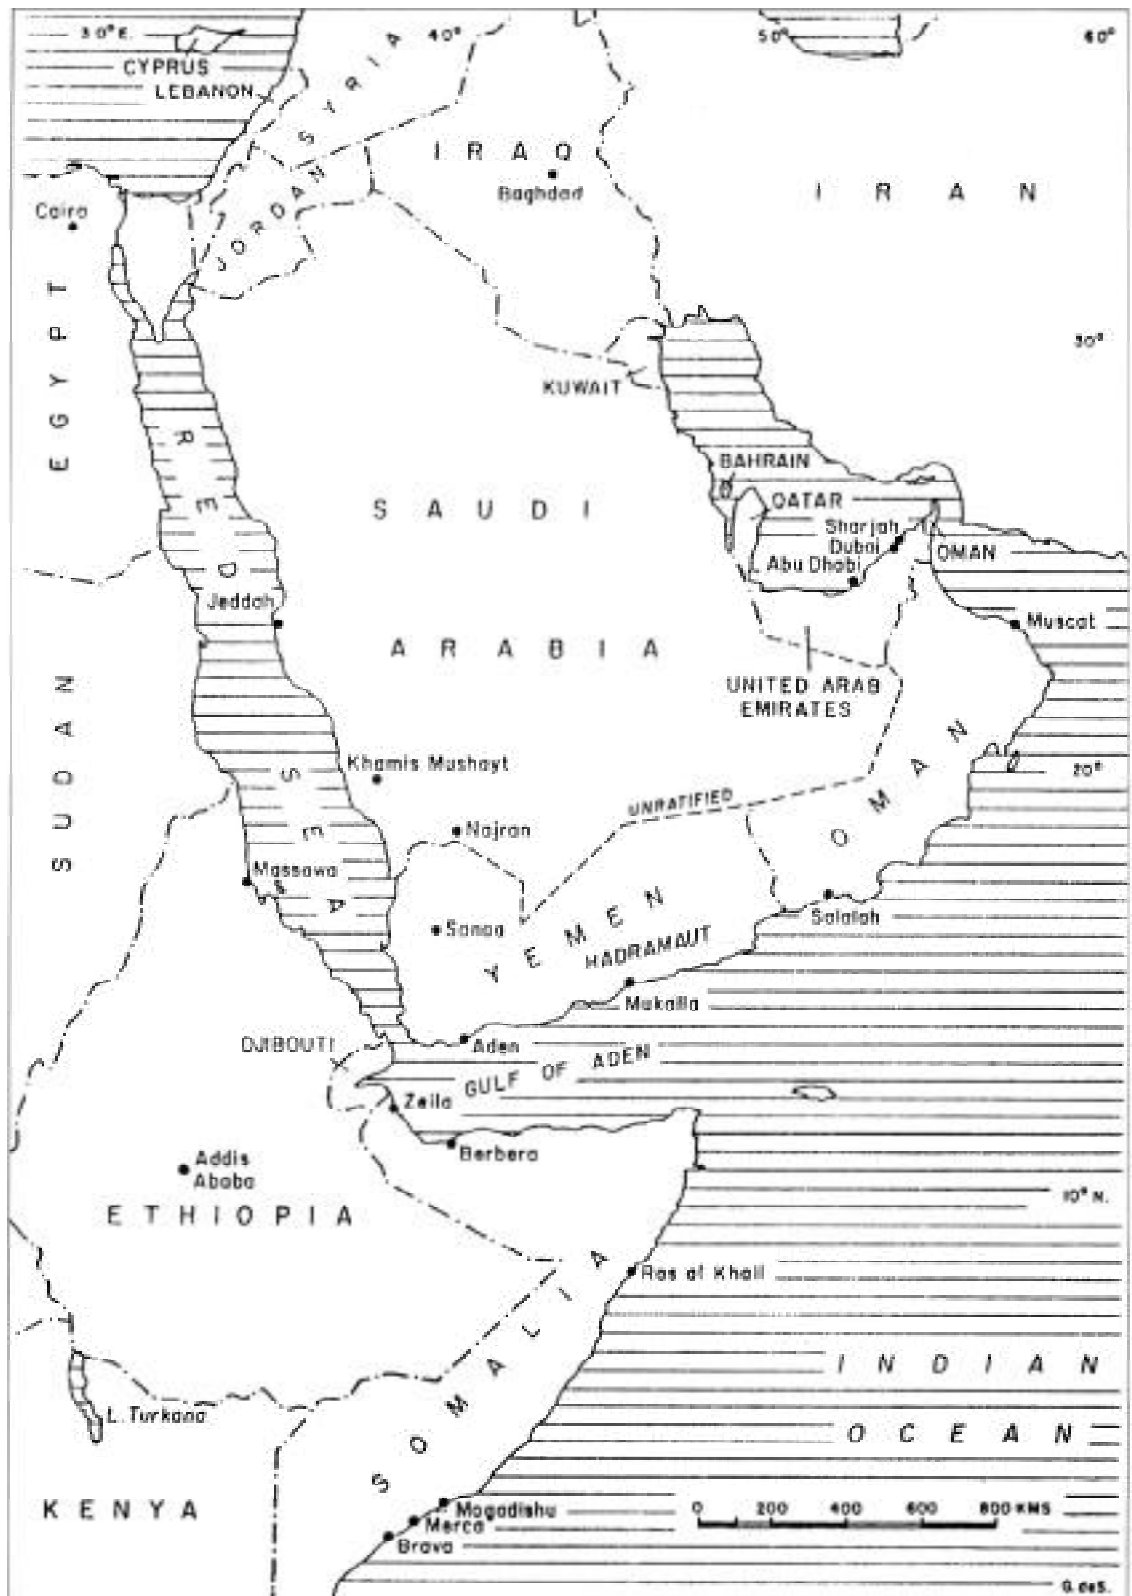 30° E.
40°
50°
60°
CYPRUS
LEBANON
SYRIA
IRAQ
Baghdad
IRAN
Cairo
JORDAN
EGYPT
30°
KUWAIT
RED SEA
BAHRAIN
QATAR
SAUDI
Sharjah
Dubai
OMAN
Abu Dhabi
Jeddah
Muscat
ARABIA
UNITED ARAB
EMIRATES
SUDAN
OMAN
Khamis Mushayt
20°
UNRATIFIED
Najran
Massawa
Salalah
Sanaa
YEMEN
HADRAMAUT
Mukalla
DJIBOUTI
Aden
GULF OF ADEN
Zeila
Berbera
Addis
Ababa
10° N.
ETHIOPIA
SOMALIA
INDIAN
OCEAN
L. Turkana
KENYA
Mogadishu
Merca
Brava
0 200 400 600 800 KMS
G. deS.